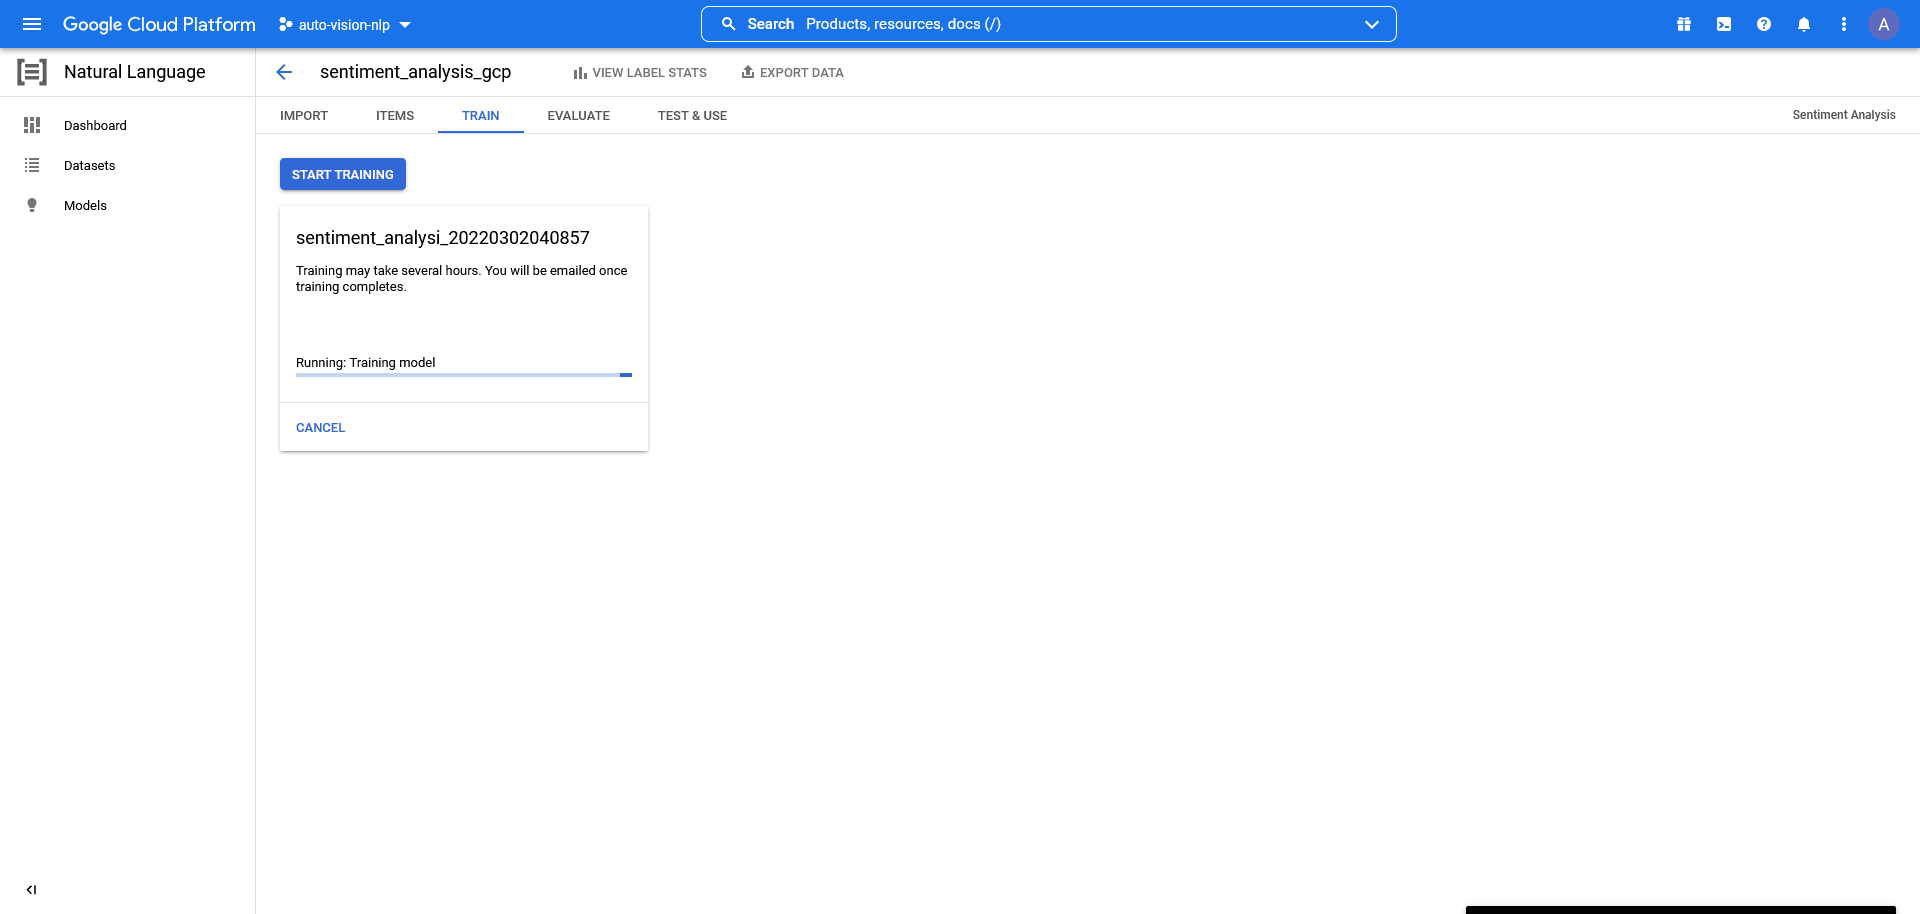 Google Cloud Platform
auto-vision-nlp
Search Products, resources, docs (/)
A
Natural Language
sentiment_analysis_gcp
VIEW LABEL STATS
EXPORT DATA
Dashboard
Datasets
Models
IMPORT
ITEMS
TRAIN
EVALUATE
TEST & USE
Sentiment Analysis
START TRAINING
sentiment_analysi_20220302040857
Training may take several hours. You will be emailed once
training completes.
Running: Training model
CANCEL